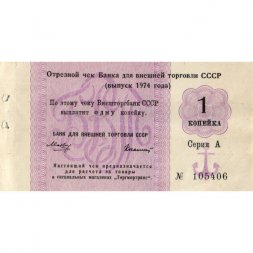 Отрезной чек Банка для внешней торговли СССР
(выпуск 1974 года)
По этому чеку Внешторгбанк СССР
выплатит одну копейку.
БАНК ДЛЯ ВНЕШНЕЙ ТОРГОВЛИ СССР
Настоящий чек предназначается
для расчета за товары
в специальных магазинах „Торгмортранс“
1
КОПЕЙКА
Серия А
№ 105406